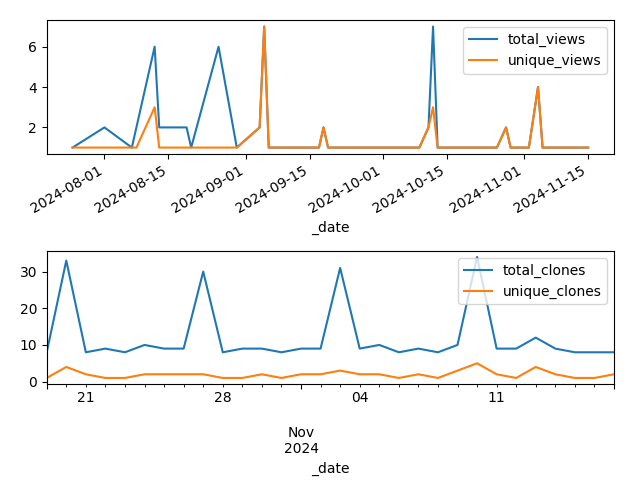 6
4
2
total_views
unique_views
2024-08-01
2024-08-15
2024-09-01
2024-09-15
2024-10-01
2024-10-15
2024-11-01
2024-11-15
_date
30
20
10
0
total_clones
unique_clones
21
28
04
11
Nov
2024
_date